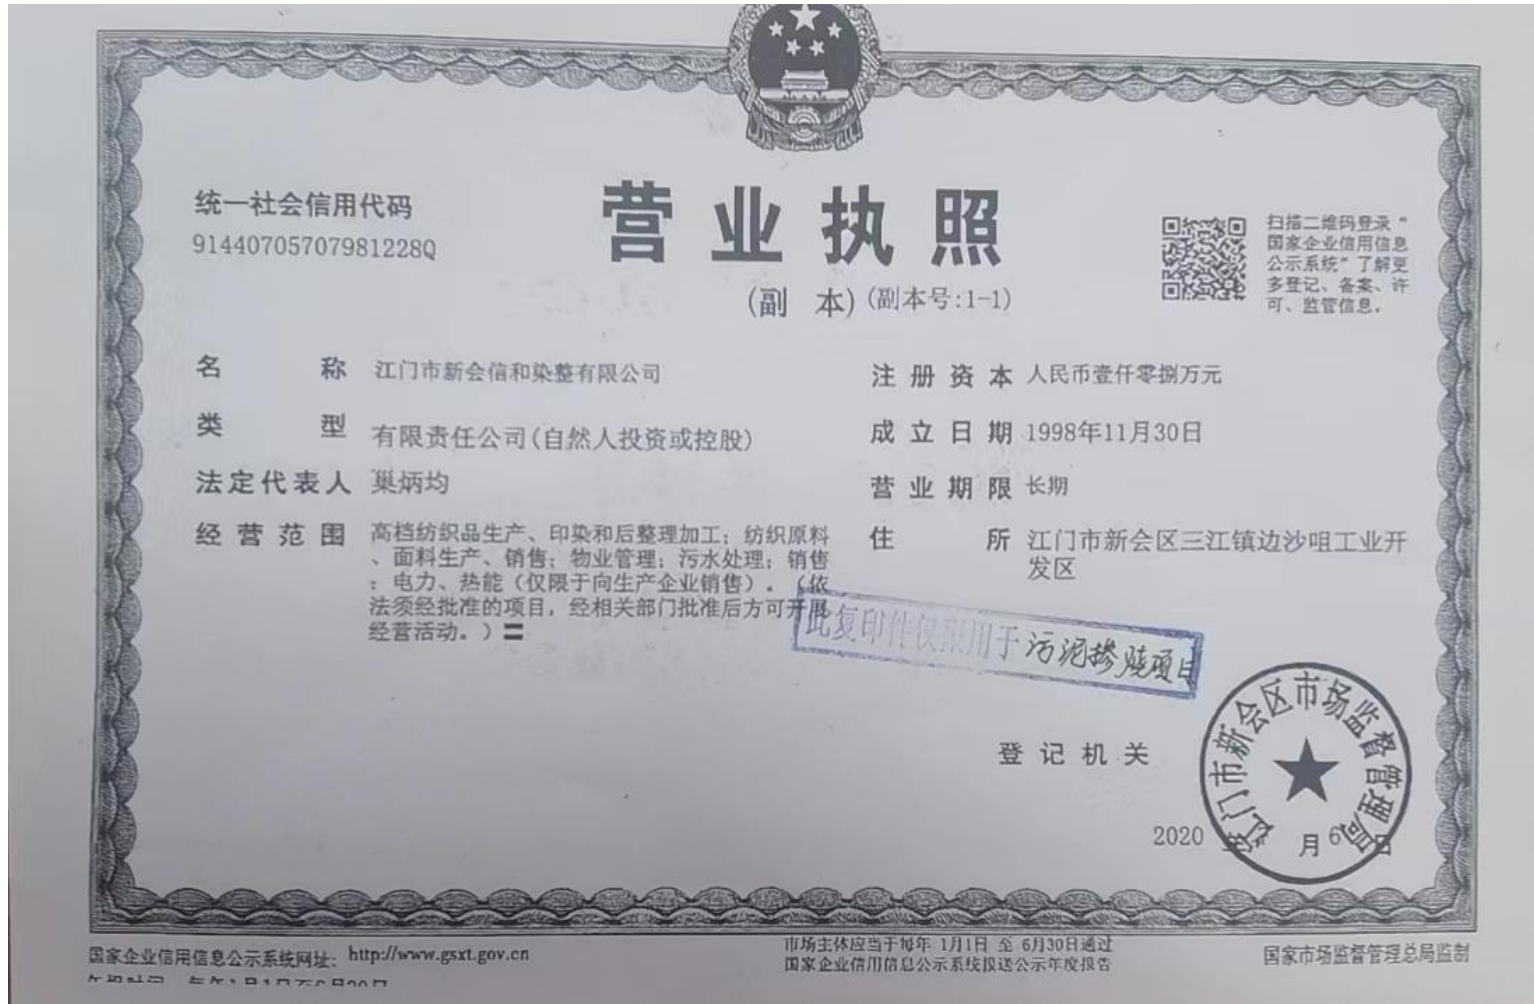 统一社会信用代码
91440705707981228Q
营业执照
(副 本)(副本号:1-1)
扫描二维码登录"
国家企业信用信息
公示系统"了解更
多登记、备案、许
可、监管信息。
名 称 江门市新会信和染整有限公司
类 型 有限责任公司(自然人投资或控股)
法定代表人 巢炳均
经营范围 高档纺织品生产、印染和后整理加工;纺织原料
、面料生产、销售;物业管理;污水处理;销售
:电力、热能(仅限于向生产企业销售)。(依
法须经批准的项目,经相关部门批准后方可开展
经营活动。)〓
注册资本 人民币壹仟零捌万元
成立日期 1998年11月30日
营业期限 长期
住 所 江门市新会区三江镇边沙咀工业开
发区
此复印件仅限用于污泥掺烧项目
登记机关
江门市新会区市场监督管理局
2020 年 月6日
国家企业信用信息公示系统网址: http://www.gsxt.gov.cn
市场主体应当于每年 1月1日 至 6月30日通过
国家企业信用信息公示系统报送公示年度报告
国家市场监督管理总局监制